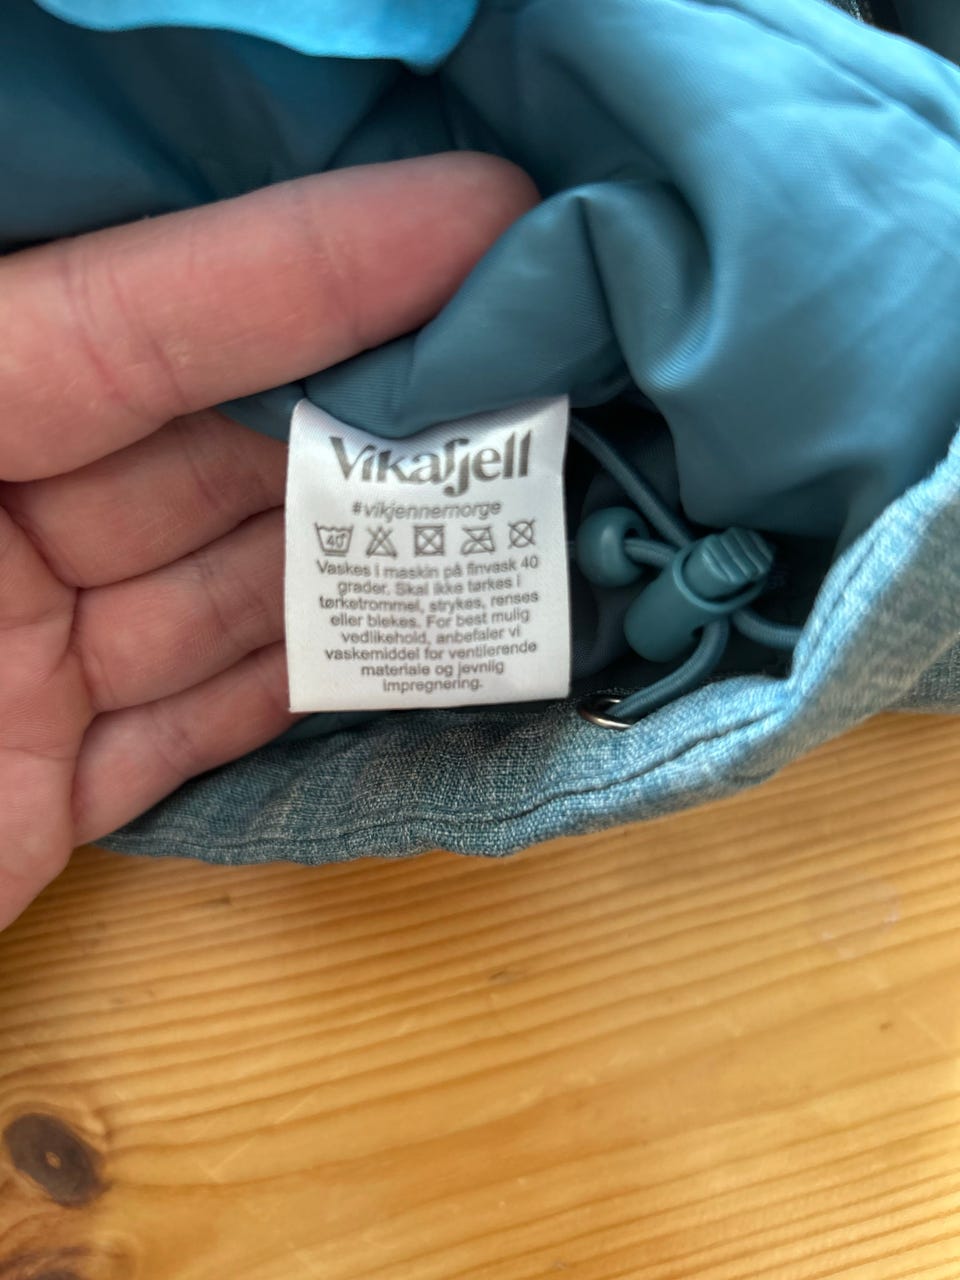 Vikafjell
#vikjennernorge
40°
Vaskes i maskin på finvask 40
grader. Skal ikke tørkes i
tørketrommel, strykes, renses
eller blekes. For best mulig
vedlikehold, anbefaler vi
vaskemiddel for ventilerende
materiale og jevnlig
impregnering.